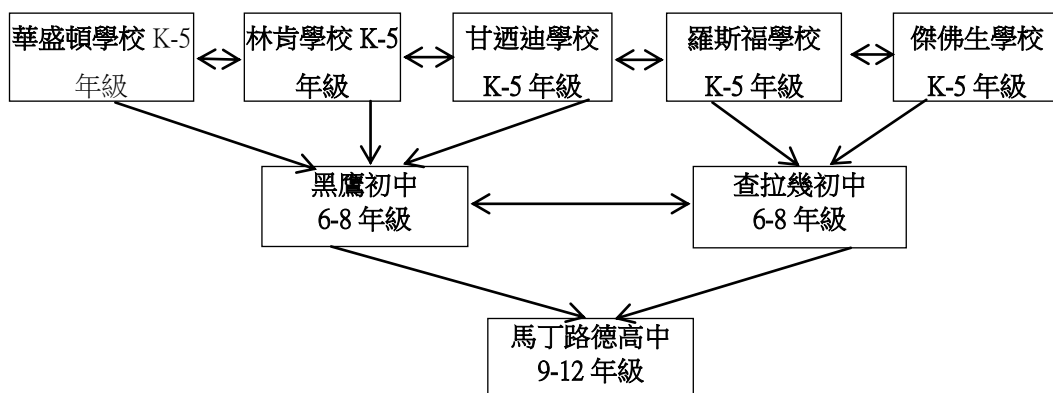 華盛頓學校 K-5
年級
林肯學校 K-5
年級
甘迺迪學校
K-5 年級
羅斯福學校
K-5 年級
傑佛生學校
K-5 年級
黑鷹初中
6-8 年級
查拉幾初中
6-8 年級
馬丁路德高中
9-12 年級